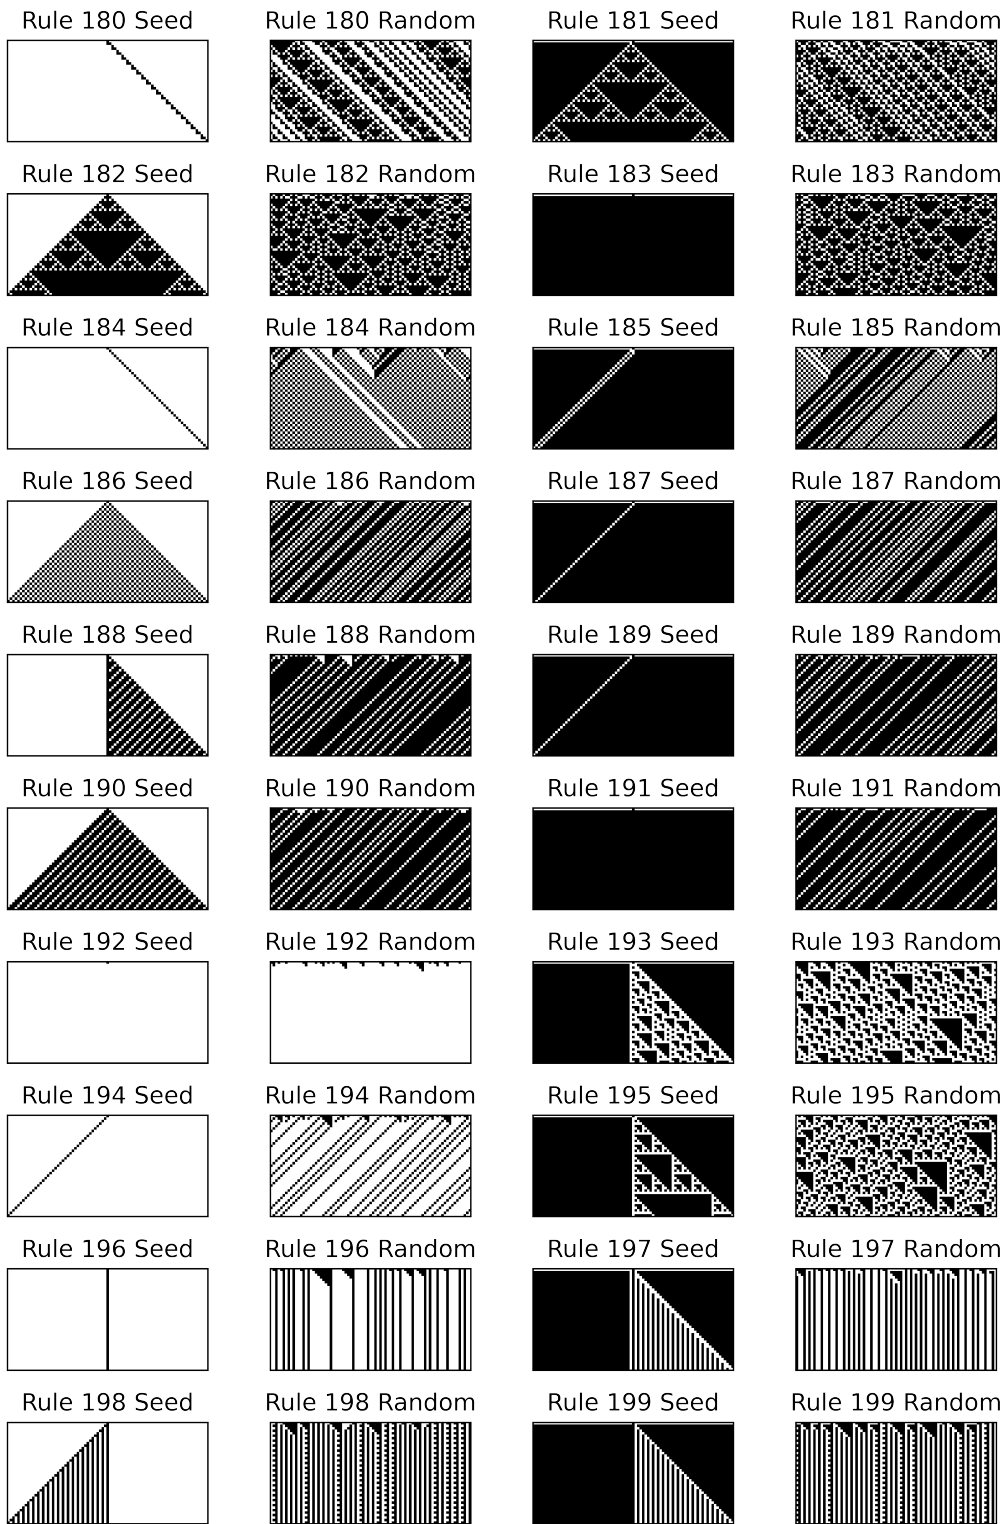 Rule 180 Seed Rule 180 Random Rule 181 Seed Rule 181 Random
Rule 182 Seed Rule 182 Random Rule 183 Seed Rule 183 Random
Rule 184 Seed Rule 184 Random Rule 185 Seed Rule 185 Random
Rule 186 Seed Rule 186 Random Rule 187 Seed Rule 187 Random
Rule 188 Seed Rule 188 Random Rule 189 Seed Rule 189 Random
Rule 190 Seed Rule 190 Random Rule 191 Seed Rule 191 Random
Rule 192 Seed Rule 192 Random Rule 193 Seed Rule 193 Random
Rule 194 Seed Rule 194 Random Rule 195 Seed Rule 195 Random
Rule 196 Seed Rule 196 Random Rule 197 Seed Rule 197 Random
Rule 198 Seed Rule 198 Random Rule 199 Seed Rule 199 Random